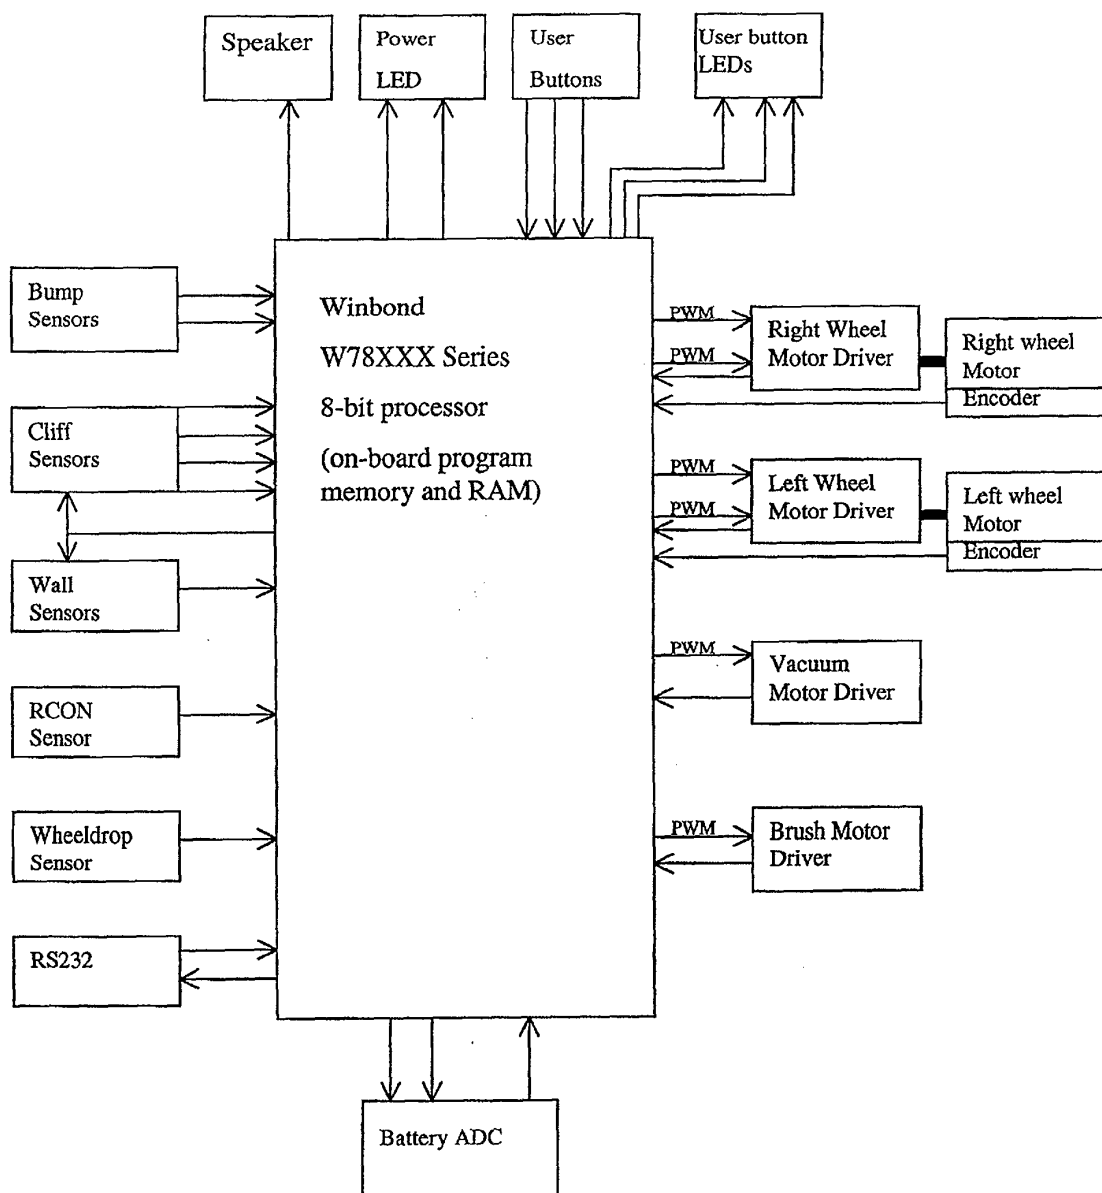 Speaker
Power
LED
User
Buttons
User button
LEDs
Bump
Sensors
Cliff
Sensors
Wall
Sensors
RCON
Sensor
Wheeldrop
Sensor
RS232
Winbond
W78XXX Series
8-bit processor
(on-board program
memory and RAM)
PWM
PWM
Right Wheel
Motor Driver
Right wheel
Motor
Encoder
PWM
PWM
Left Wheel
Motor Driver
Left wheel
Motor
Encoder
PWM
Vacuum
Motor Driver
PWM
Brush Motor
Driver
Battery ADC